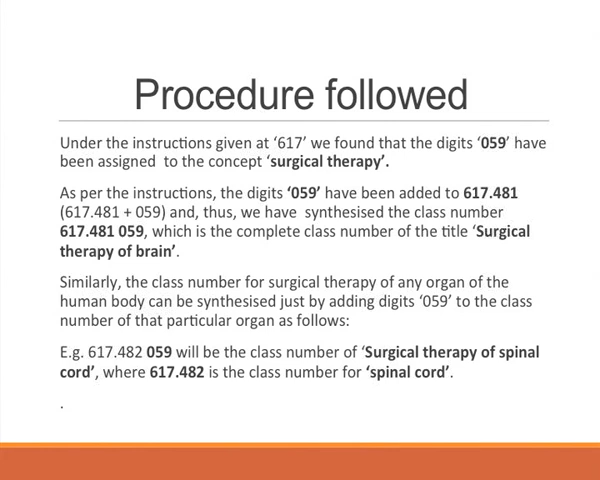 Procedure followed
Under the instructions given at ‘617’ we found that the digits ‘059’ have
been assigned to the concept ‘surgical therapy’.
As per the instructions, the digits ‘059’ have been added to 617.481
(617.481 + 059) and, thus, we have synthesised the class number
617.481 059, which is the complete class number of the title ‘Surgical
therapy of brain’.
Similarly, the class number for surgical therapy of any organ of the
human body can be synthesised just by adding digits ‘059’ to the class
number of that particular organ as follows:
E.g. 617.482 059 will be the class number of ‘Surgical therapy of spinal
cord’, where 617.482 is the class number for ‘spinal cord’.
.